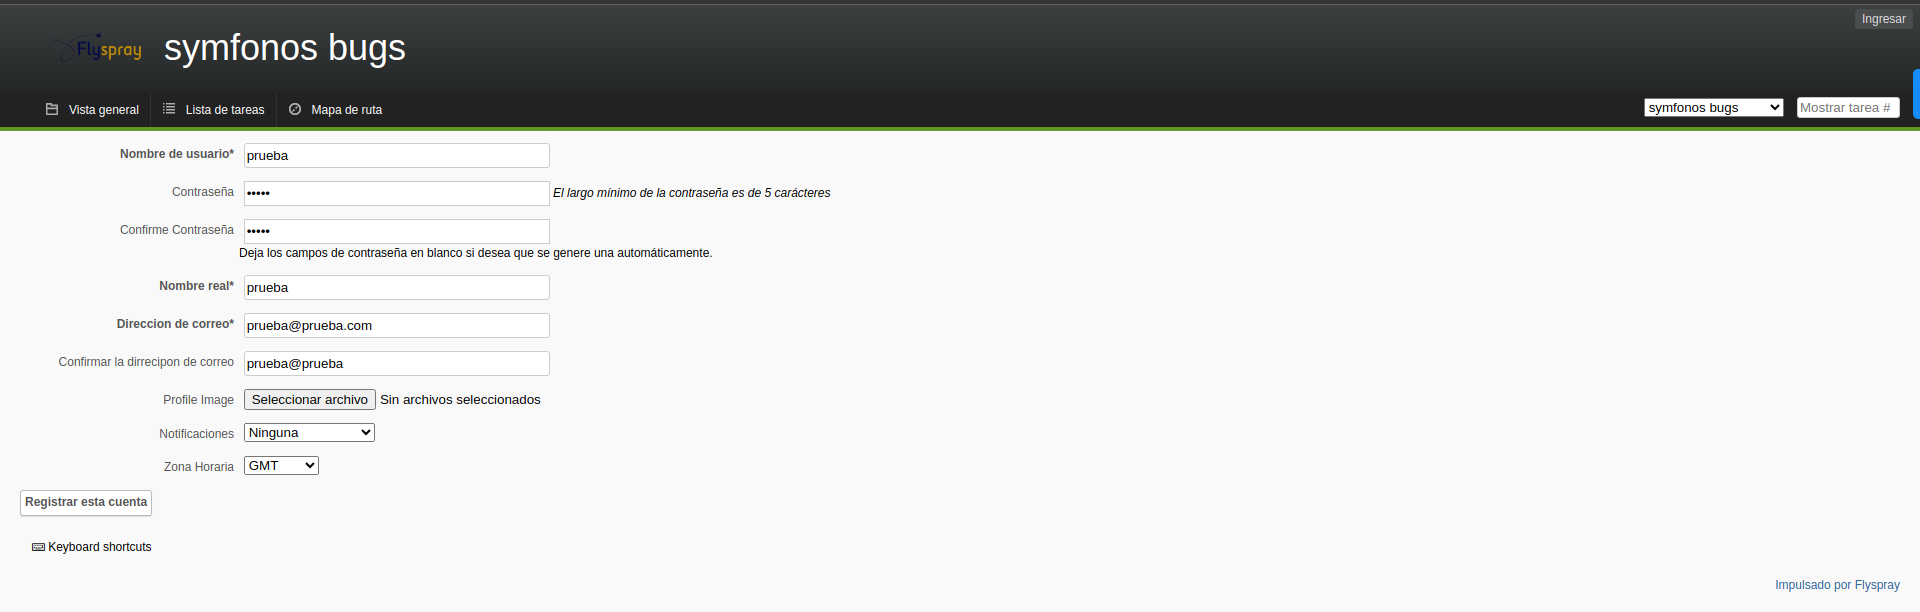 Ingresar
Flyspray symfonos bugs
Vista general Lista de tareas Mapa de ruta symfonos bugs Mostrar tarea #
Nombre de usuario* prueba
Contraseña ••••• El largo mínimo de la contraseña es de 5 carácteres
Confirme Contraseña •••••
Deja los campos de contraseña en blanco si desea que se genere una automáticamente.
Nombre real* prueba
Direccion de correo* prueba@prueba.com
Confirmar la dirrecipon de correo prueba@prueba
Profile Image Seleccionar archivo Sin archivos seleccionados
Notificaciones Ninguna
Zona Horaria GMT
Registrar esta cuenta
Keyboard shortcuts
Impulsado por Flyspray